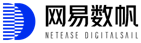 网易数帆
NETEASE DIGITALSAIL